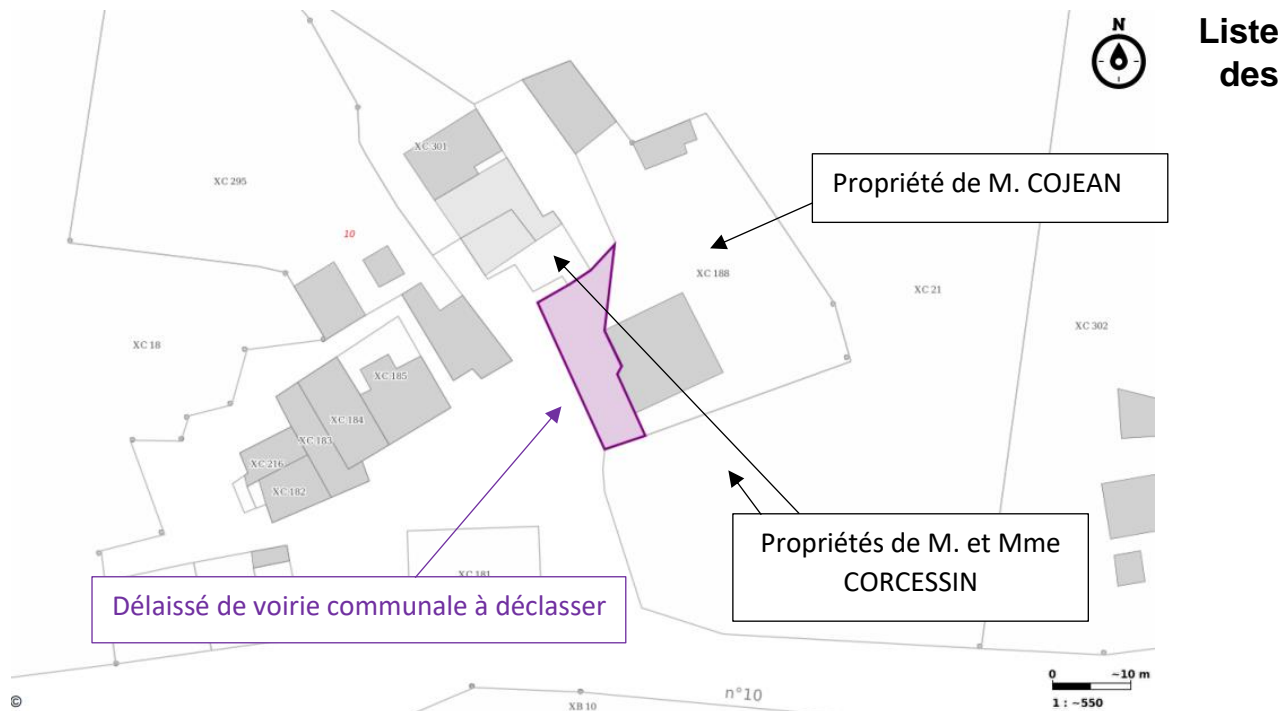 Liste
des
N
XC 301
XC 295
Propriété de M. COJEAN
10
XC 188
XC 21
XC 302
XC 18
XC 185
XC 184
XC 183
XC 216
XC 182
Propriétés de M. et Mme
CORCESSIN
XC 181
Délaissé de voirie communale à déclasser
0 ~10 m
1 : ~550
n°10
XB 10
©